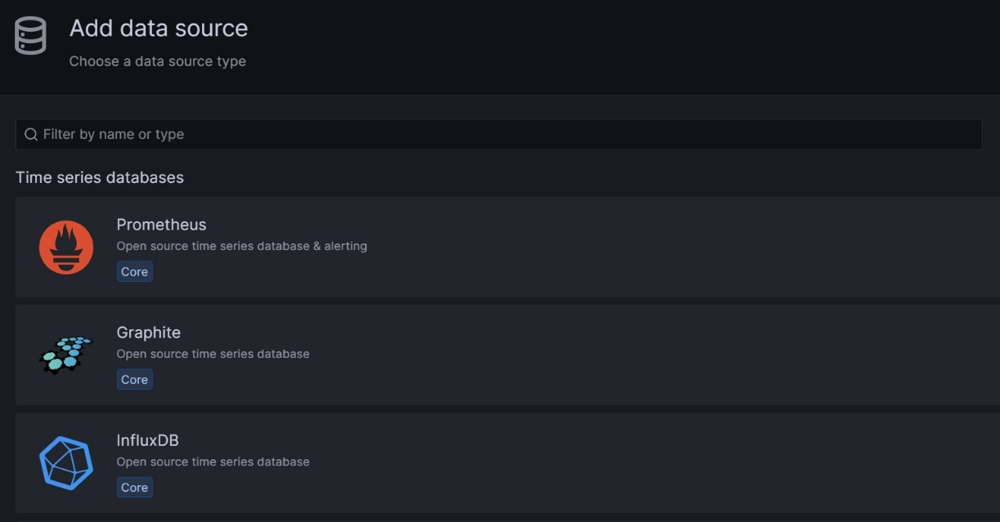 Add data source
Choose a data source type
Filter by name or type
Time series databases
Prometheus
Open source time series database & alerting
Core
Graphite
Open source time series database
Core
InfluxDB
Open source time series database
Core